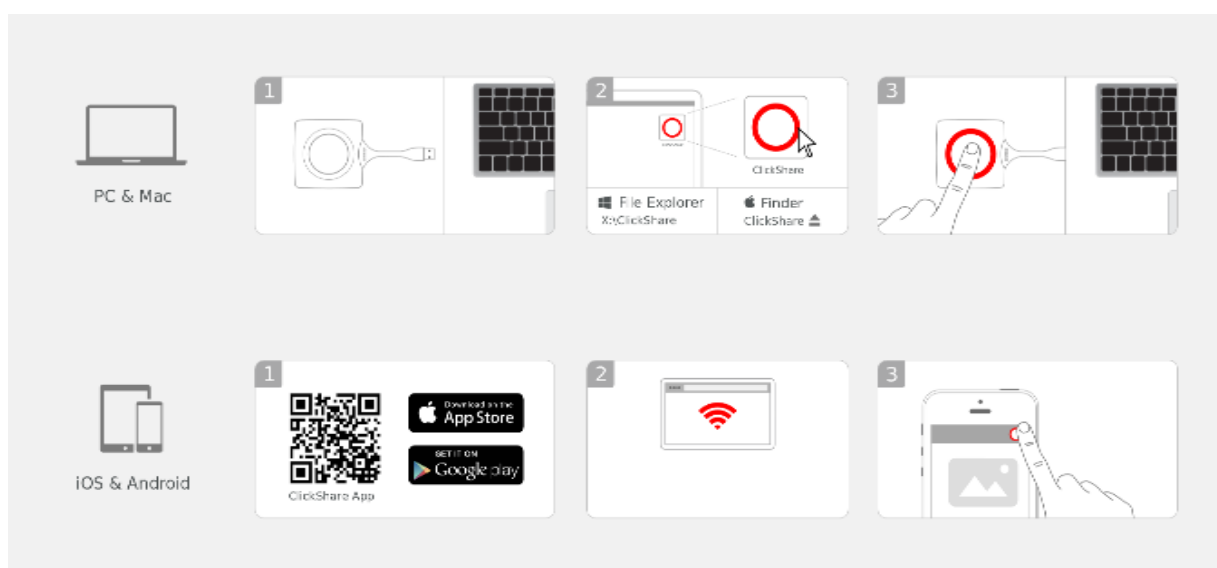 PC & Mac
1
2
ClickShare
File Explorer
X:\ClickShare
Finder
ClickShare
3
iOS & Android
1
Download on the
App Store
GET IT ON
Google play
ClickShare App
2
3